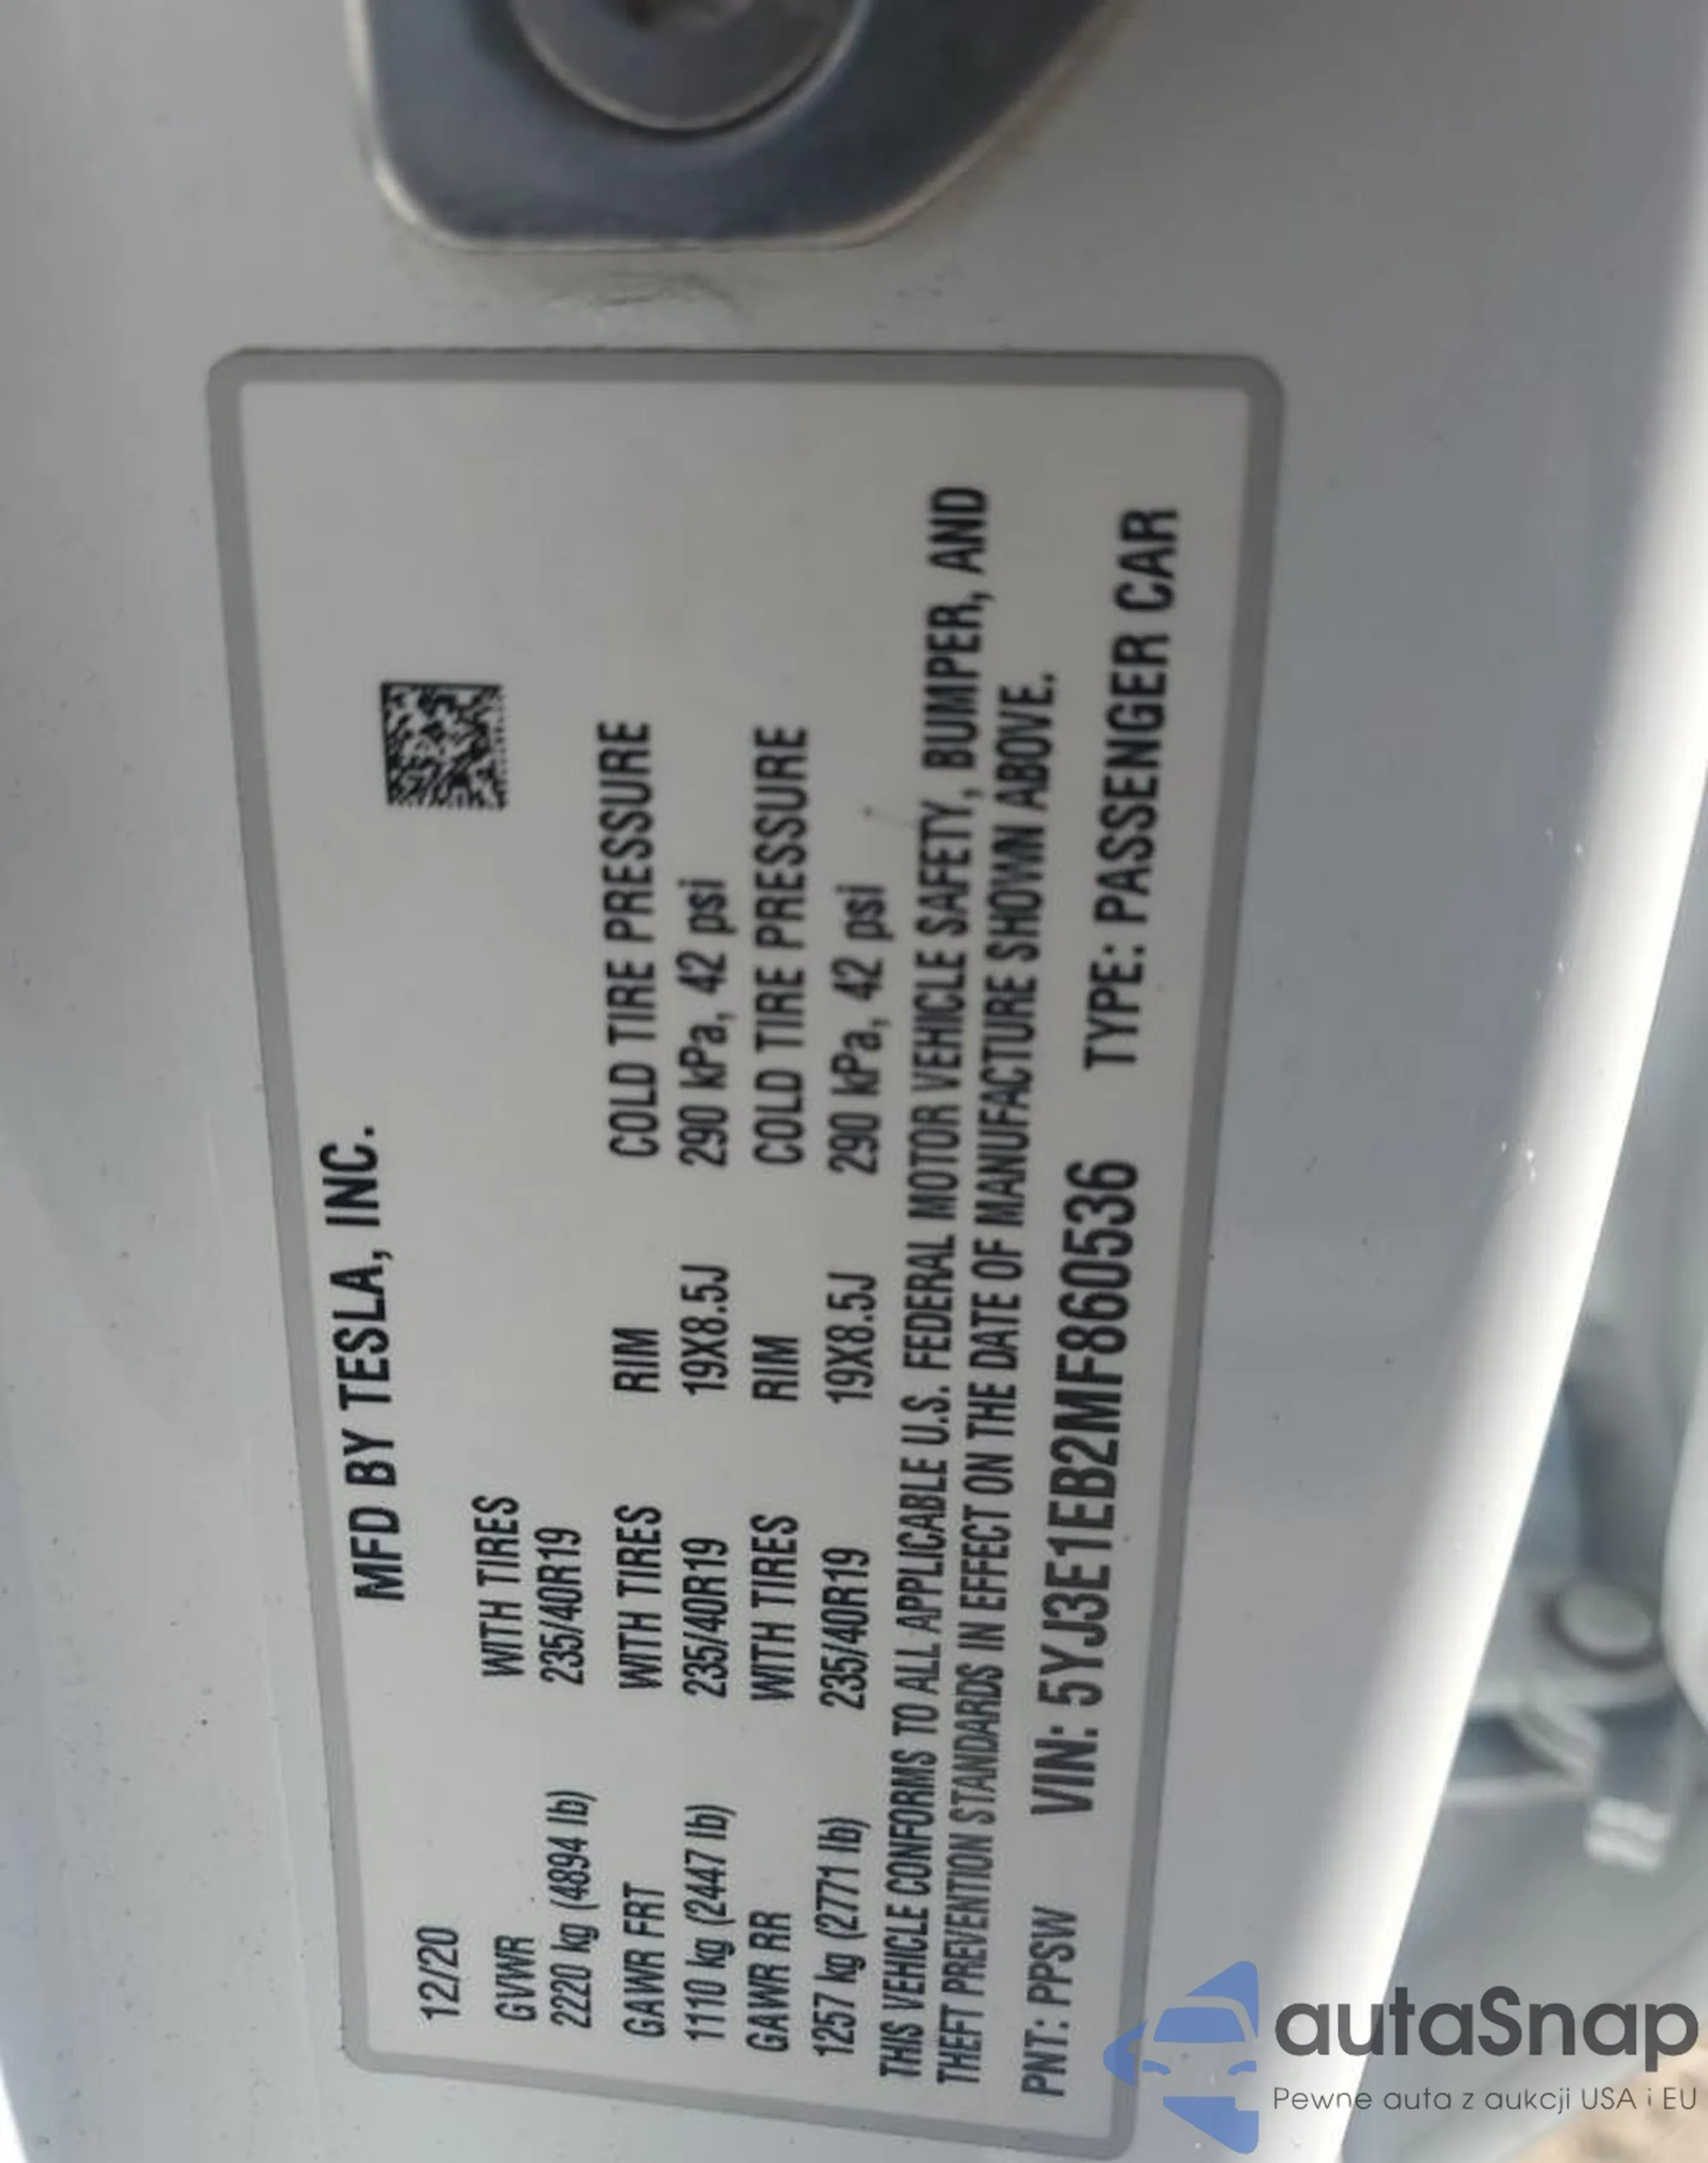 MFD BY TESLA, INC.
12/20
GVWR WITH TIRES
2220 kg (4894 lb) 235/40R19
GAWR FRT WITH TIRES RIM COLD TIRE PRESSURE
1110 kg (2447 lb) 235/40R19 19X8.5J 290 kPa, 42 psi
GAWR RR WITH TIRES RIM COLD TIRE PRESSURE
1257 kg (2771 lb) 235/40R19 19X8.5J 290 kPa, 42 psi
THIS VEHICLE CONFORMS TO ALL APPLICABLE U.S. FEDERAL MOTOR VEHICLE SAFETY, BUMPER, AND
THEFT PREVENTION STANDARDS IN EFFECT ON THE DATE OF MANUFACTURE SHOWN ABOVE.
PNT: PPSW VIN: 5YJ3E1EB2MF860536 TYPE: PASSENGER CAR
autaSnap
Pewne auta z aukcji USA i EU